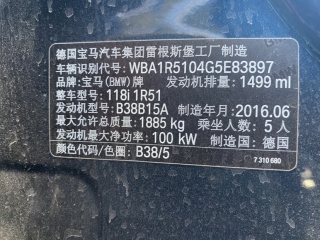 德国宝马汽车集团雷根斯堡工厂制造
车辆识别代号: WBA1R5104G5E83897
品牌: 宝马(BMW)牌 发动机排量: 1499 ml
整车型号: 118i 1R51
发动机型号: B38B15A 制造年月: 2016.06
最大允许总质量: 1885 kg 乘坐人数: 5 人
发动机最大净功率: 100 kW 制造国: 德国
颜色代码/色圈: B38/5
7 310 680